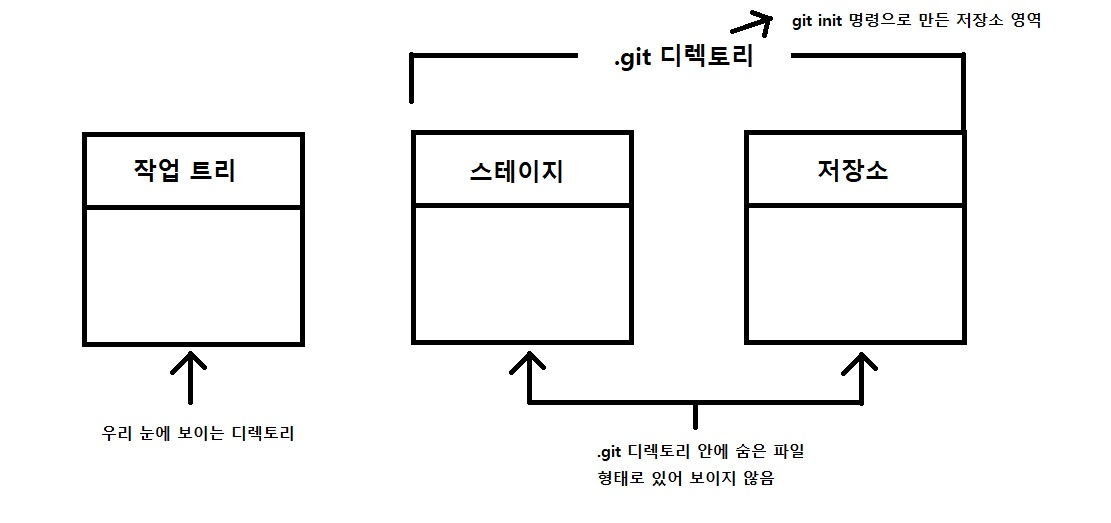 git init 명령으로 만든 저장소 영역
.git 디렉토리
작업 트리
스테이지
저장소
우리 눈에 보이는 디렉토리
.git 디렉토리 안에 숨은 파일
형태로 있어 보이지 않음